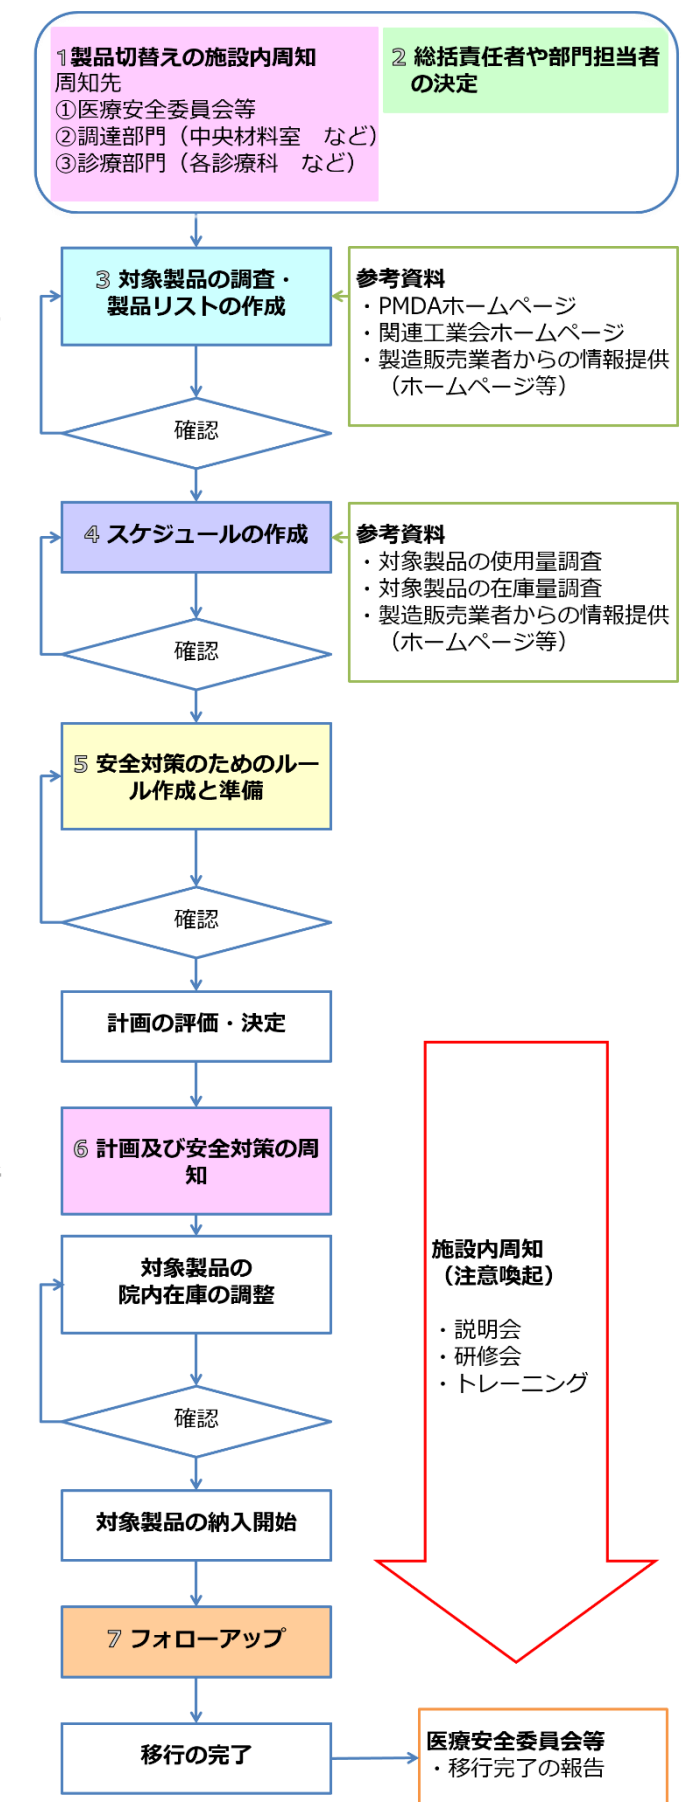 1製品切替えの施設内周知
周知先
①医療安全委員会等
②調達部門（中央材料室　など）
③診療部門（各診療科　など）
2 総括責任者や部門担当者
の決定
3 対象製品の調査・
製品リストの作成
参考資料
・PMDAホームページ
・関連工業会ホームページ
・製造販売業者からの情報提供
（ホームページ等）
確認
4 スケジュールの作成
参考資料
・対象製品の使用量調査
・対象製品の在庫量調査
・製造販売業者からの情報提供
（ホームページ等）
確認
5 安全対策のためのルー
ル作成と準備
確認
計画の評価・決定
6 計画及び安全対策の周
知
対象製品の
院内在庫の調整
確認
対象製品の納入開始
7 フォローアップ
移行の完了
施設内周知
（注意喚起）
・説明会
・研修会
・トレーニング
医療安全委員会等
・移行完了の報告